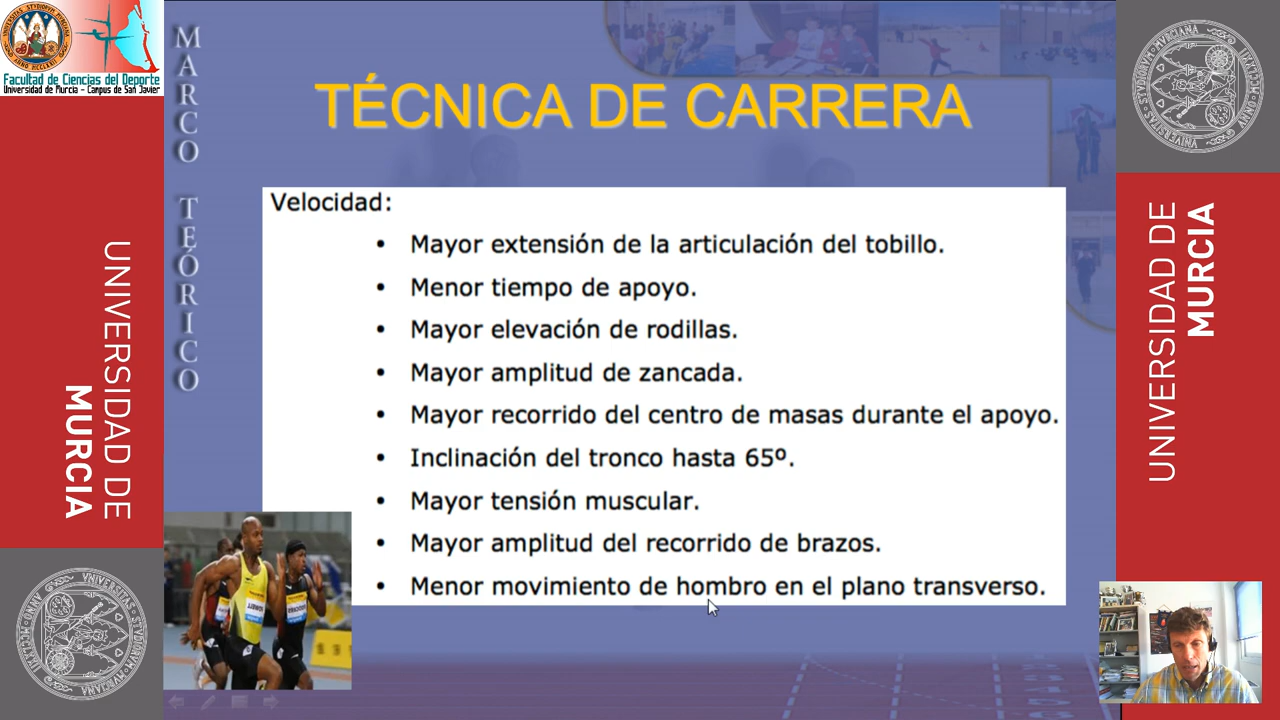 Facultad de Ciencias del Deporte
Universidad de Murcia - Campus de San Javier
MARCO TEÓRICO
TÉCNICA DE CARRERA
Velocidad:
• Mayor extensión de la articulación del tobillo.
• Menor tiempo de apoyo.
• Mayor elevación de rodillas.
• Mayor amplitud de zancada.
• Mayor recorrido del centro de masas durante el apoyo.
• Inclinación del tronco hasta 65º.
• Mayor tensión muscular.
• Mayor amplitud del recorrido de brazos.
• Menor movimiento de hombro en el plano transverso.
UNIVERSIDAD DE
MURCIA
UNIVERSIDAD DE
MURCIA